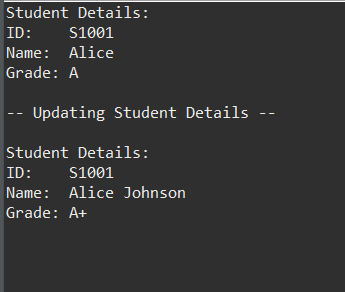 Student Details:
ID:    S1001
Name:  Alice
Grade: A
-- Updating Student Details --
Student Details:
ID:    S1001
Name:  Alice Johnson
Grade: A+